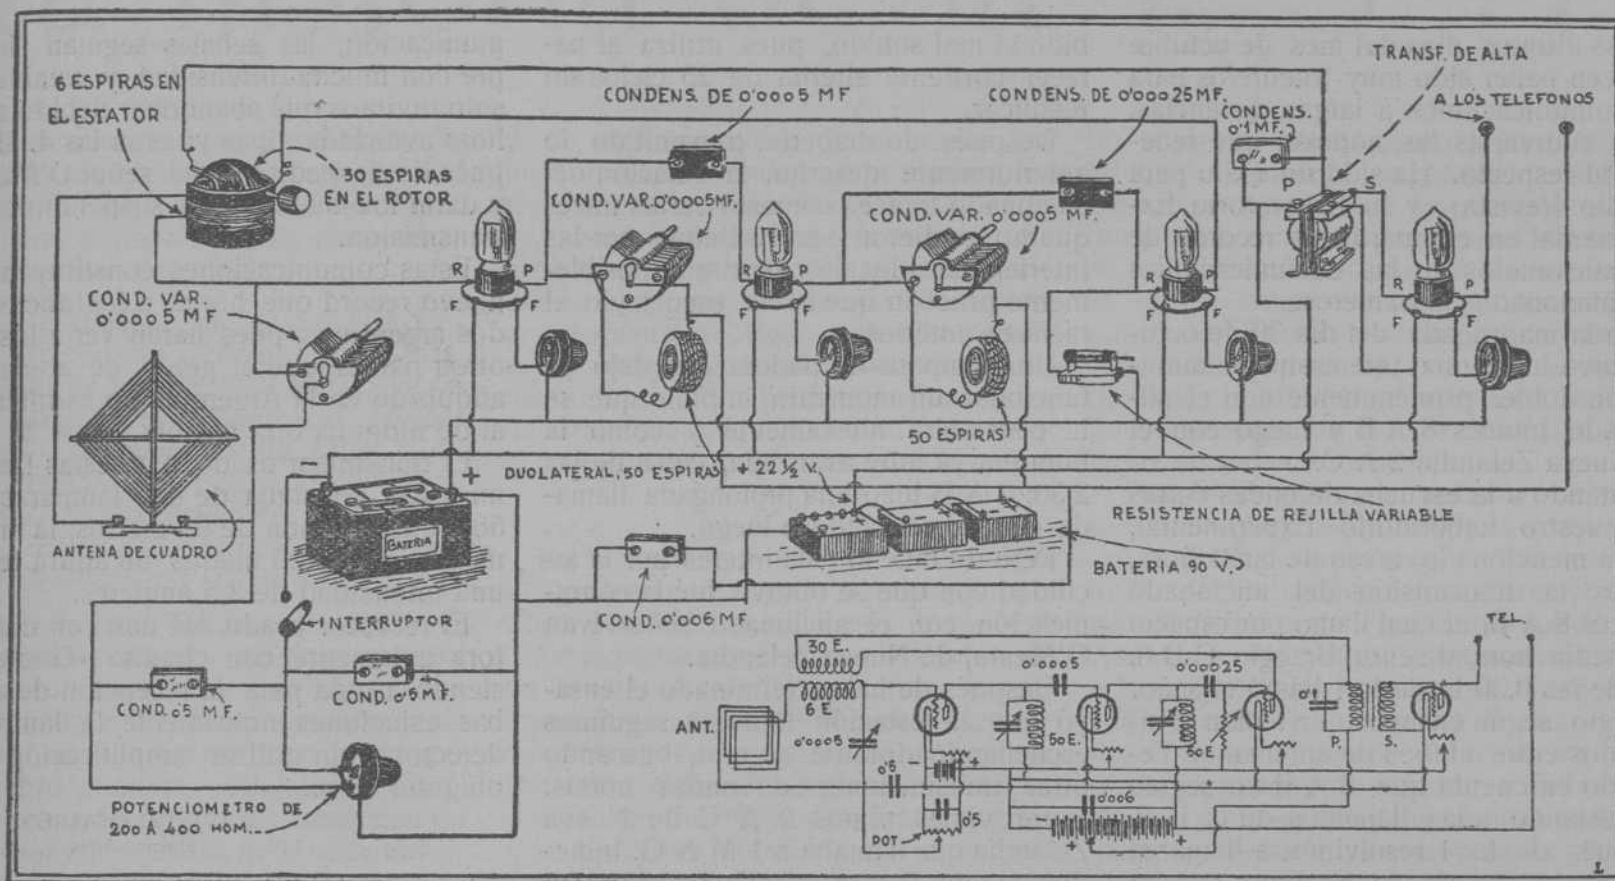 6 ESPIRAS EN
EL ESTATOR
30 ESPIRAS
EN EL ROTOR
CONDENS. DE 0'0005 MF
CONDENS. DE 0'00025 MF.
TRANSF. DE ALTA
A LOS TELEFONOS
CONDENS.
0'1 MF.
COND. VAR. 0'0005 MF.
COND. VAR. 0'0005 MF.
P
S
R
P
F
R
P
F
F
R
P
F
F
COND. VAR.
0'0005 MF
ANTENA DE CUADRO
DUOLATERAL, 50 ESPIRAS
+ 22 ½
50 ESPIRAS
+
BATERIA
RESISTENCIA DE REJILLA VARIABLE
BATERIA 90 V.
COND. 0'006 MF
INTERRUPTOR
COND. 0'5 MF.
COND. 0'5 MF.
POTENCIOMETRO DE
200 A 400 HOM...
30 E.
6 E.
ANT.
0'0005
0'5
+
POT
0'0005
50 E.
0'00025
50 E
0'006
+
+
0'1
P.
S.
TEL.